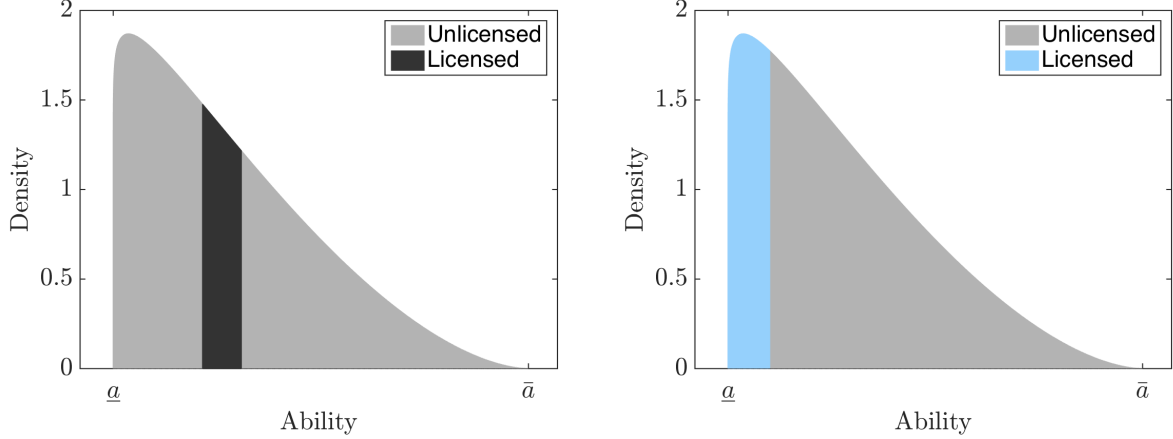 2
1.5
1
0.5
0
Density
Unlicensed
Licensed
a
ā
Ability
2
1.5
1
0.5
0
Density
Unlicensed
Licensed
a
ā
Ability